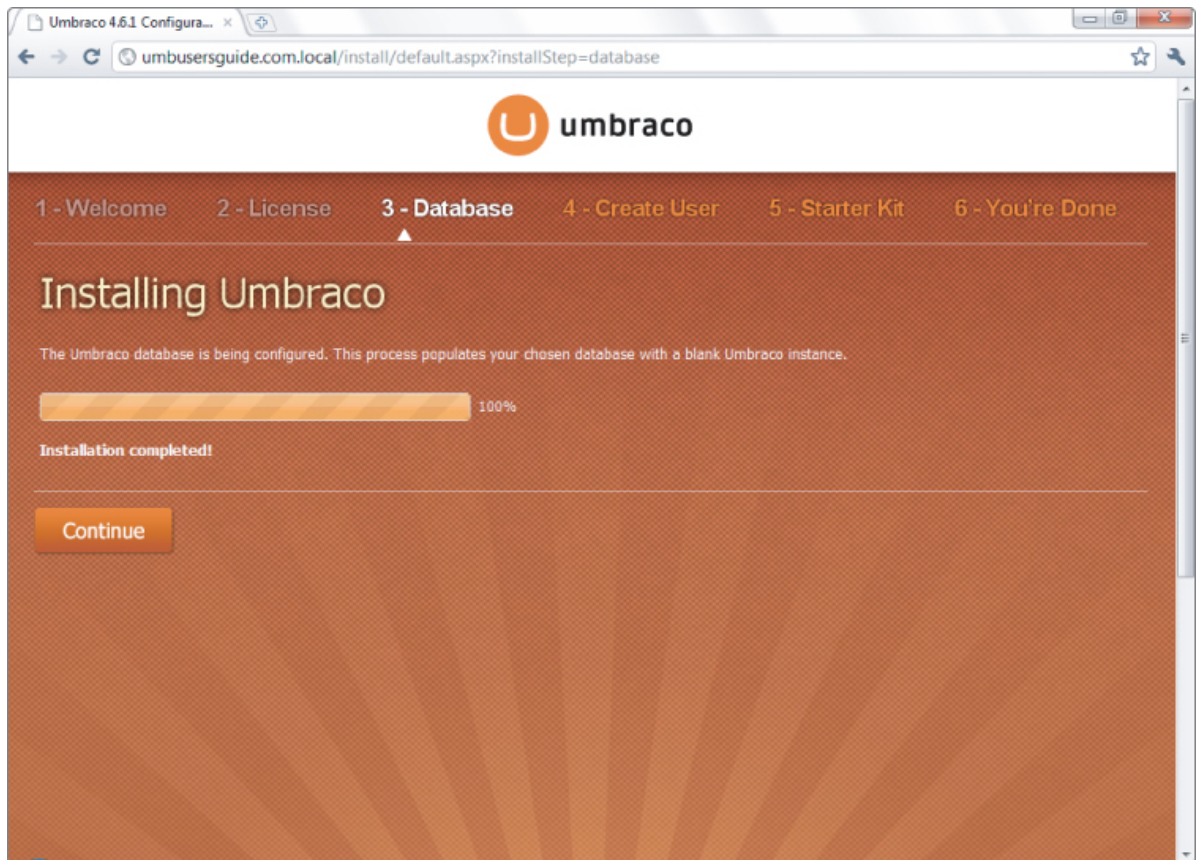 Umbraco 4.6.1 Configura...
umbusersguide.com.local/install/default.aspx?installStep=database
umbraco
1 - Welcome 2 - License 3 - Database 4 - Create User 5 - Starter Kit 6 - You're Done
Installing Umbraco
The Umbraco database is being configured. This process populates your chosen database with a blank Umbraco instance.
100%
Installation completed!
Continue